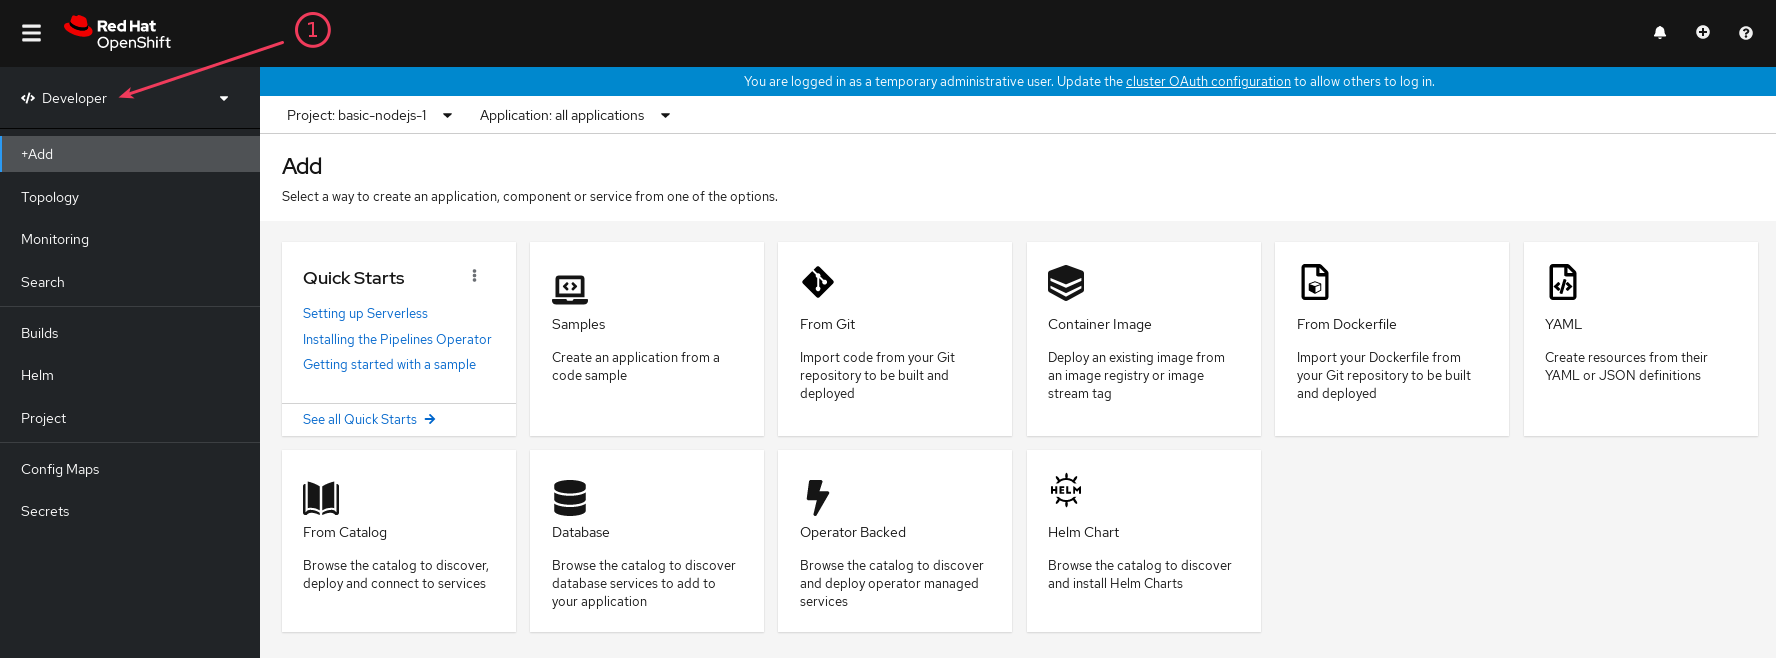 Red Hat
OpenShift
1
You are logged in as a temporary administrative user. Update the cluster OAuth configuration to allow others to log in.
Developer
Project: basic-nodejs-1
Application: all applications
+Add
Topology
Monitoring
Search
Builds
Helm
Project
Config Maps
Secrets
Add
Select a way to create an application, component or service from one of the options.
Quick Starts
Setting up Serverless
Installing the Pipelines Operator
Getting started with a sample
See all Quick Starts
Samples
Create an application from a
code sample
From Git
Import code from your Git
repository to be built and
deployed
Container Image
Deploy an existing image from
an image registry or image
stream tag
From Dockerfile
Import your Dockerfile from
your Git repository to be built
and deployed
YAML
Create resources from their
YAML or JSON definitions
From Catalog
Browse the catalog to discover,
deploy and connect to services
Database
Browse the catalog to discover
database services to add to
your application
Operator Backed
Browse the catalog to discover
and deploy operator managed
services
HELM
Helm Chart
Browse the catalog to discover
and install Helm Charts